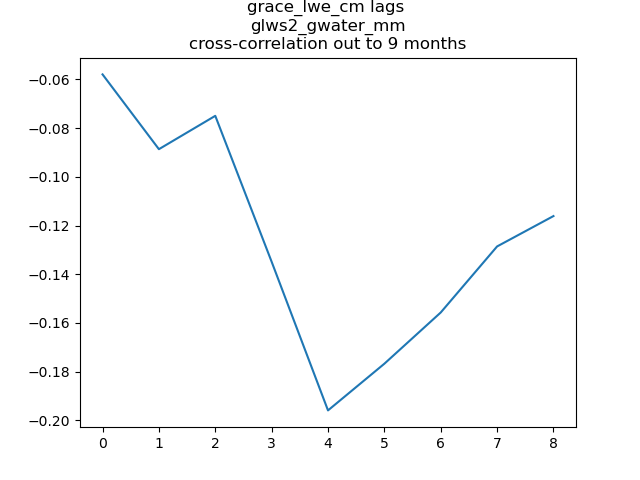 grace_lwe_cm lags
glws2_gwater_mm
cross-correlation out to 9 months
−0.06
−0.08
−0.10
−0.12
−0.14
−0.16
−0.18
−0.20
0 1 2 3 4 5 6 7 8